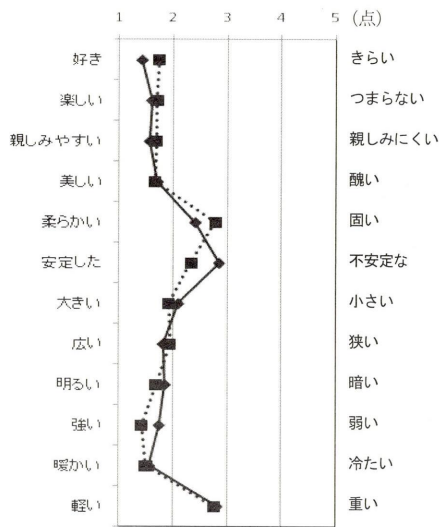 1 2 3 4 5 (点)
好き きらい
楽しい つまらない
親しみやすい 親しみにくい
美しい 醜い
柔らかい 固い
安定した 不安定な
大きい 小さい
広い 狭い
明るい 暗い
強い 弱い
暖かい 冷たい
軽い 重い